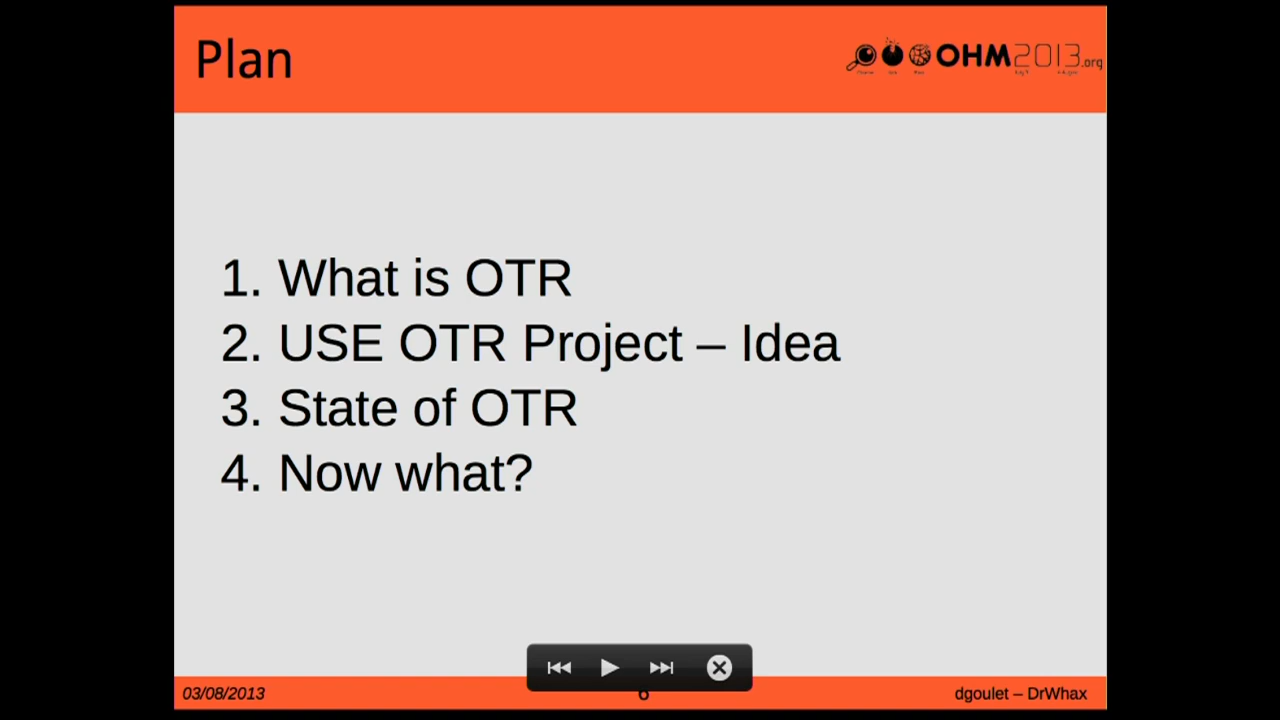 Plan
OHM2013.org
1. What is OTR
2. USE OTR Project – Idea
3. State of OTR
4. Now what?
03/08/2013
6
dgoulet – DrWhax